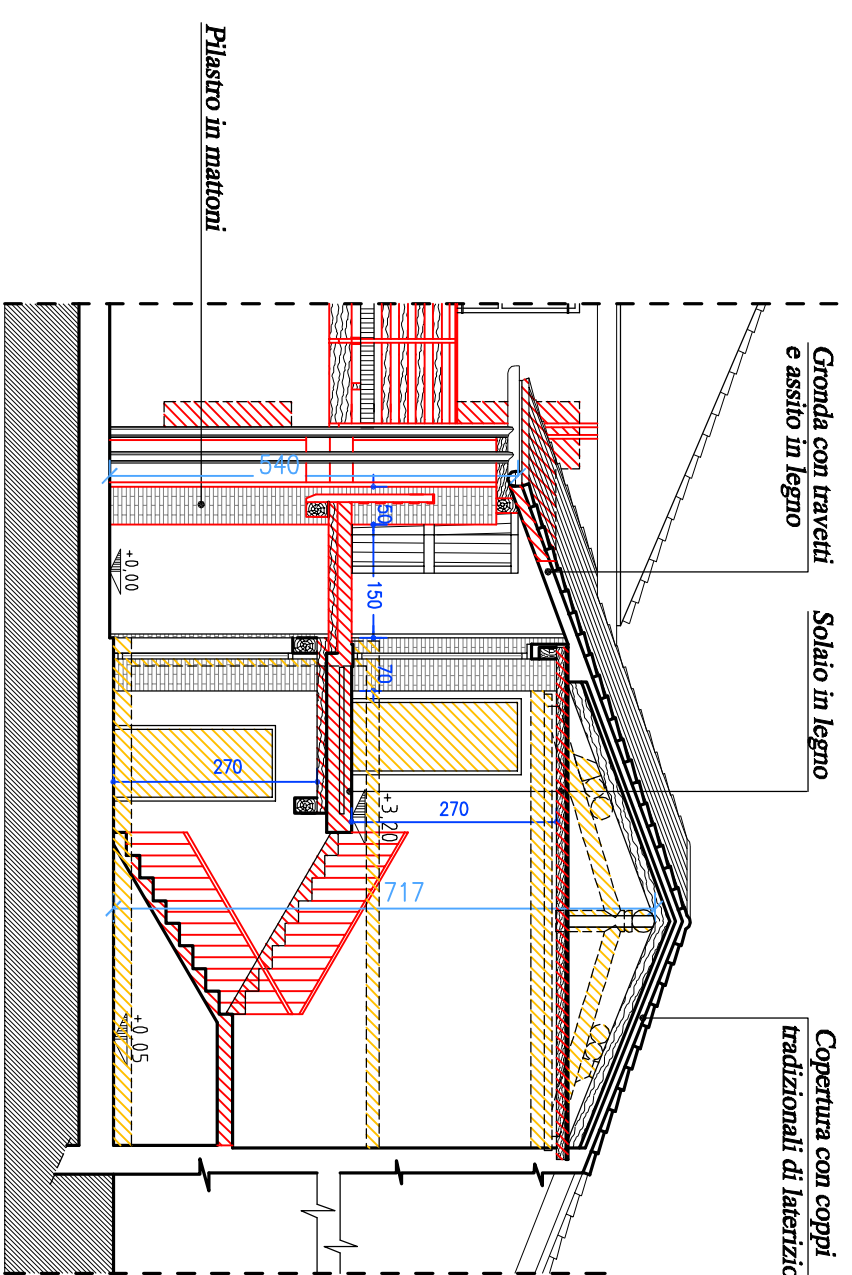 Gronda con travetti
e assito in legno
Solaio in legno
Copertura con coppi
tradizionali di laterizio
Pilastro in mattoni
540
50
150
70
270
270
717
+0,00
+3,20
+0,05